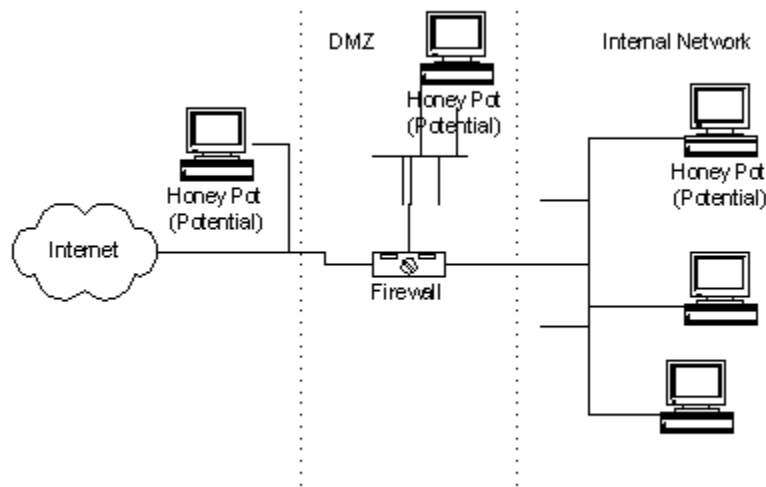 DMZ
Internal Network
Honey Pot
(Potential)
Honey Pot
(Potential)
Honey Pot
(Potential)
Internet
Firewall